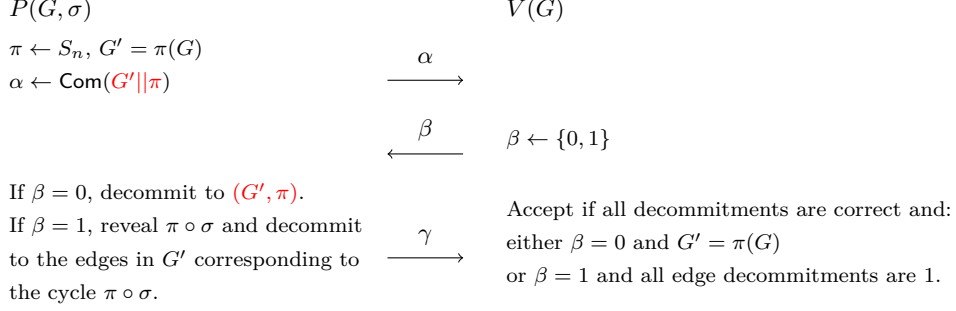 P(G, σ)
V(G)
π ← S_n, G′ = π(G)
α ← Com(G′||π)
α
β
β ← {0, 1}
If β = 0, decommit to (G′, π).
If β = 1, reveal π ∘ σ and decommit
to the edges in G′ corresponding to
the cycle π ∘ σ.
γ
Accept if all decommitments are correct and:
either β = 0 and G′ = π(G)
or β = 1 and all edge decommitments are 1.